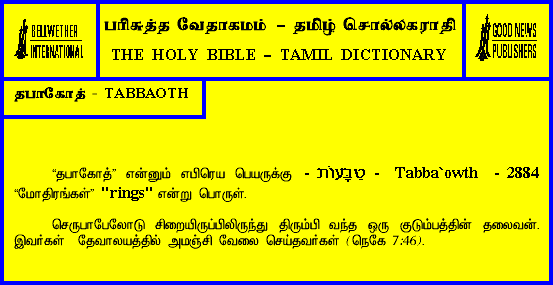 BELLWETHER
INTERNATIONAL
பரிசுத்த வேதாகமம் – தமிழ் சொல்லகராதி
THE HOLY BIBLE – TAMIL DICTIONARY
GOOD NEWS
PUBLISHERS
தபாகோத் - TABBAOTH
“தபாகோத்” என்னும் எபிரெய பெயருக்கு - טַבָּעוֹת - Tabba`owth - 2884
“மோதிரங்கள்” "rings" என்று பொருள்.
செருபாபேலோடு சிறையிருப்பிலிருந்து திரும்பி வந்த ஒரு குடும்பத்தின் தலைவன்.
இவர்கள் தேவாலயத்தில் அமஞ்சி வேலை செய்தவர்கள் (நெகே 7:46).